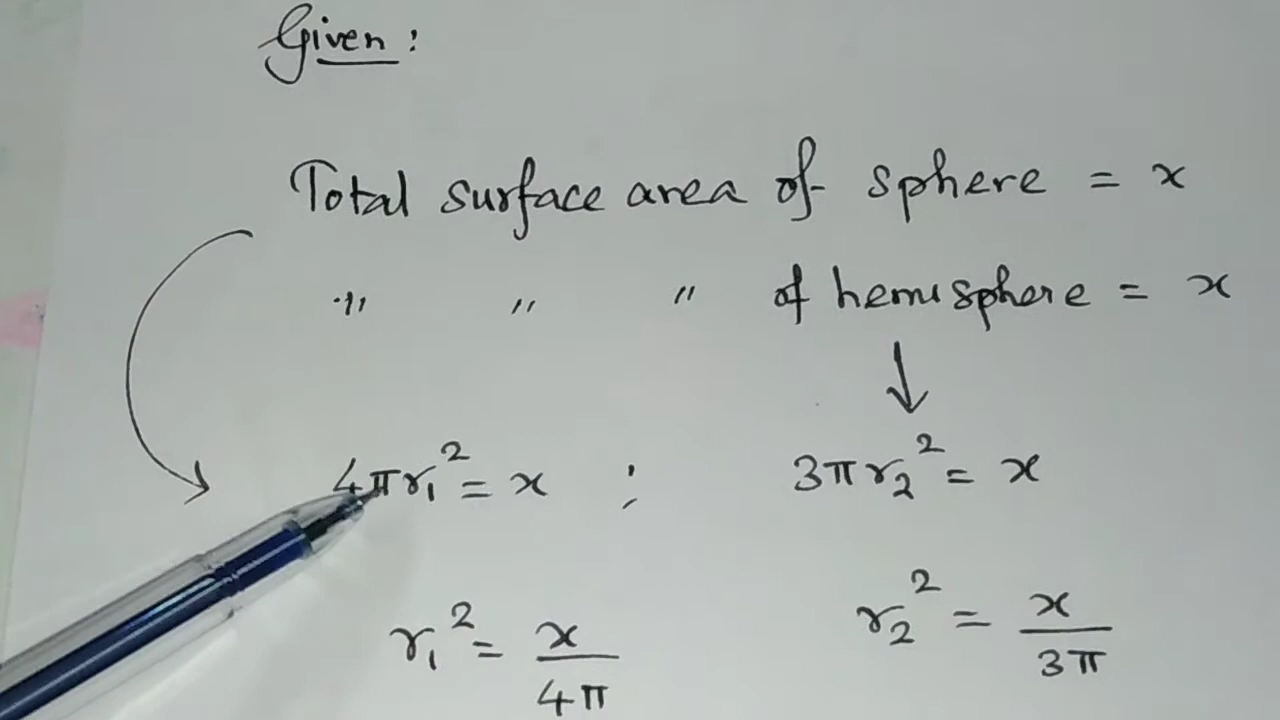 Given :
Total surface area of sphere = x
" " " of hemisphere = x
4πr₁² = x ; 3πr₂² = x
r₁² = x/4π r₂² = x/3π